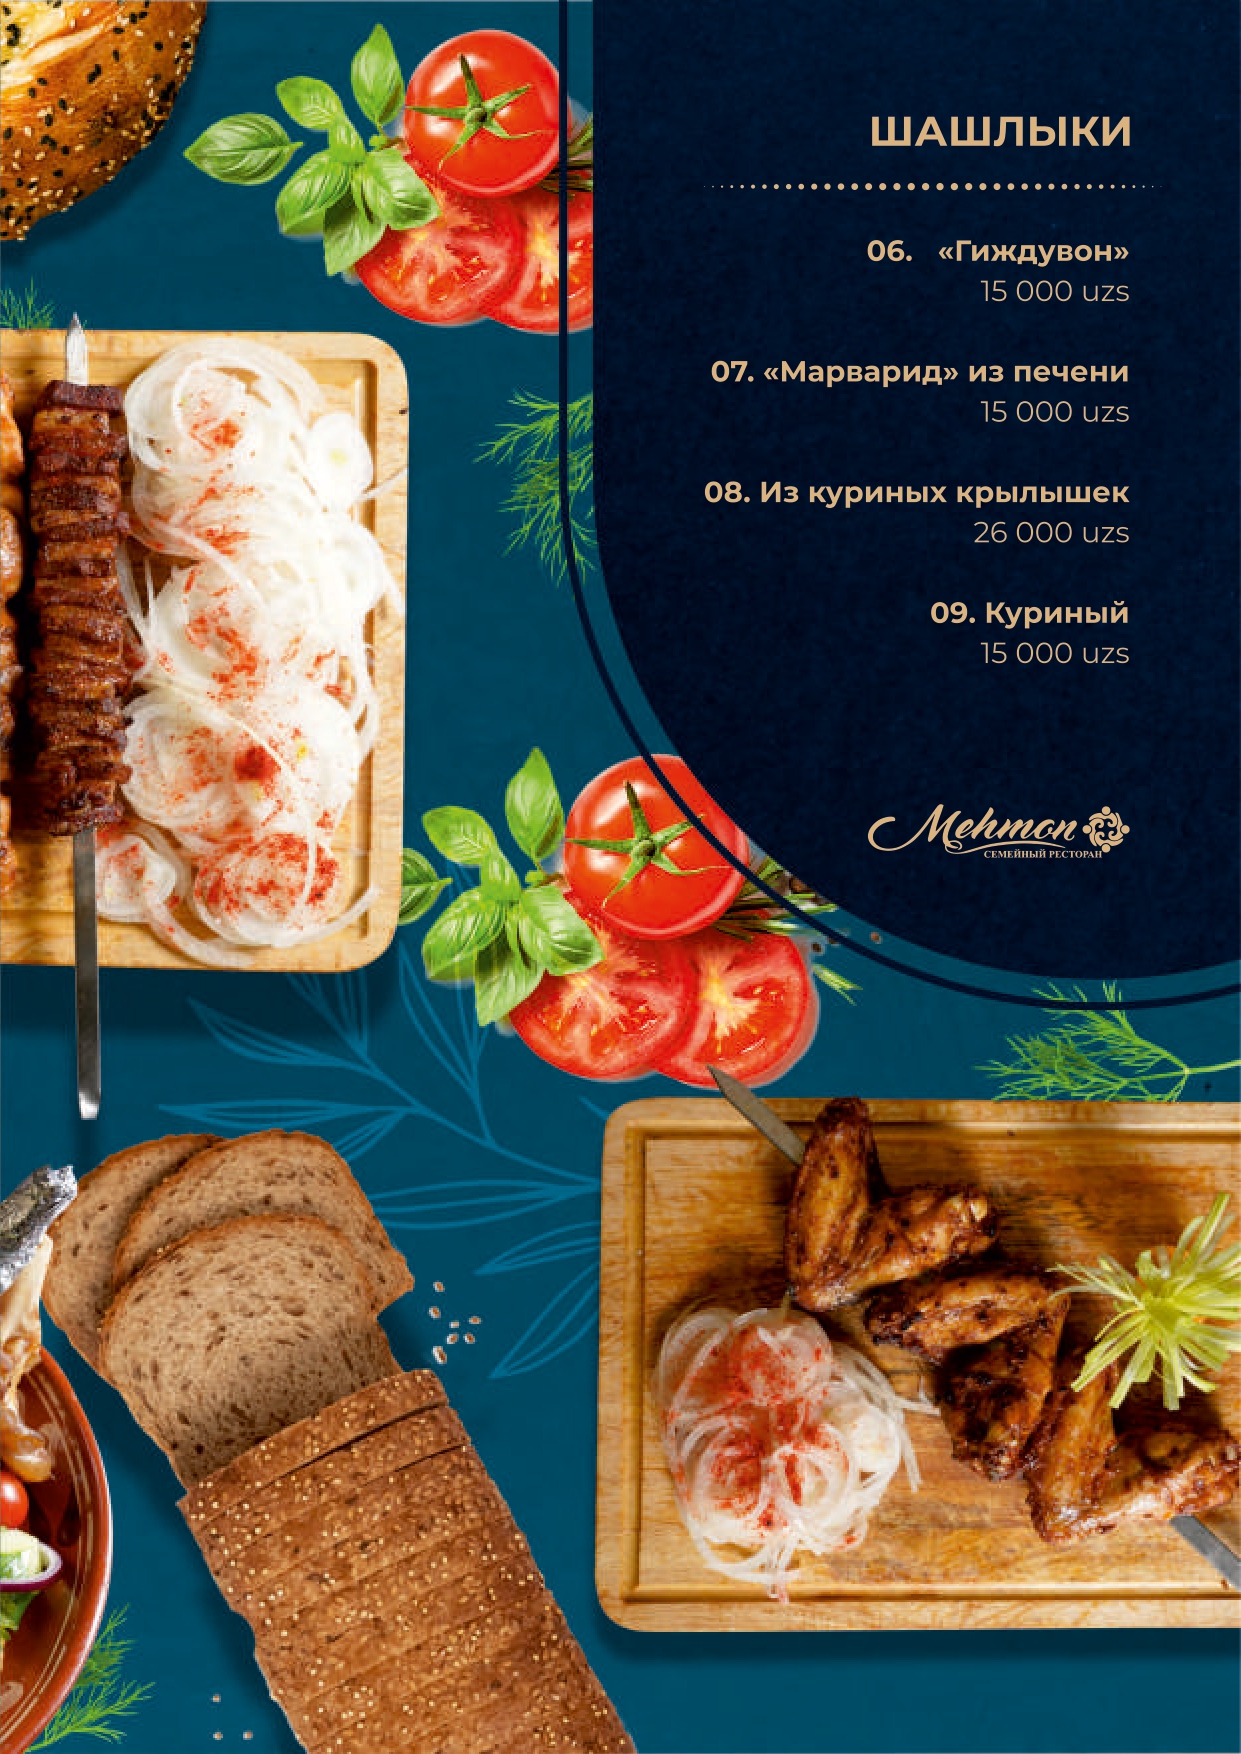 ШАШЛЫКИ
06. «Гиждувон»
15 000 uzs
07. «Марварид» из печени
15 000 uzs
08. Из куриных крылышек
26 000 uzs
09. Куриный
15 000 uzs
Mehmon
СЕМЕЙНЫЙ РЕСТОРАН